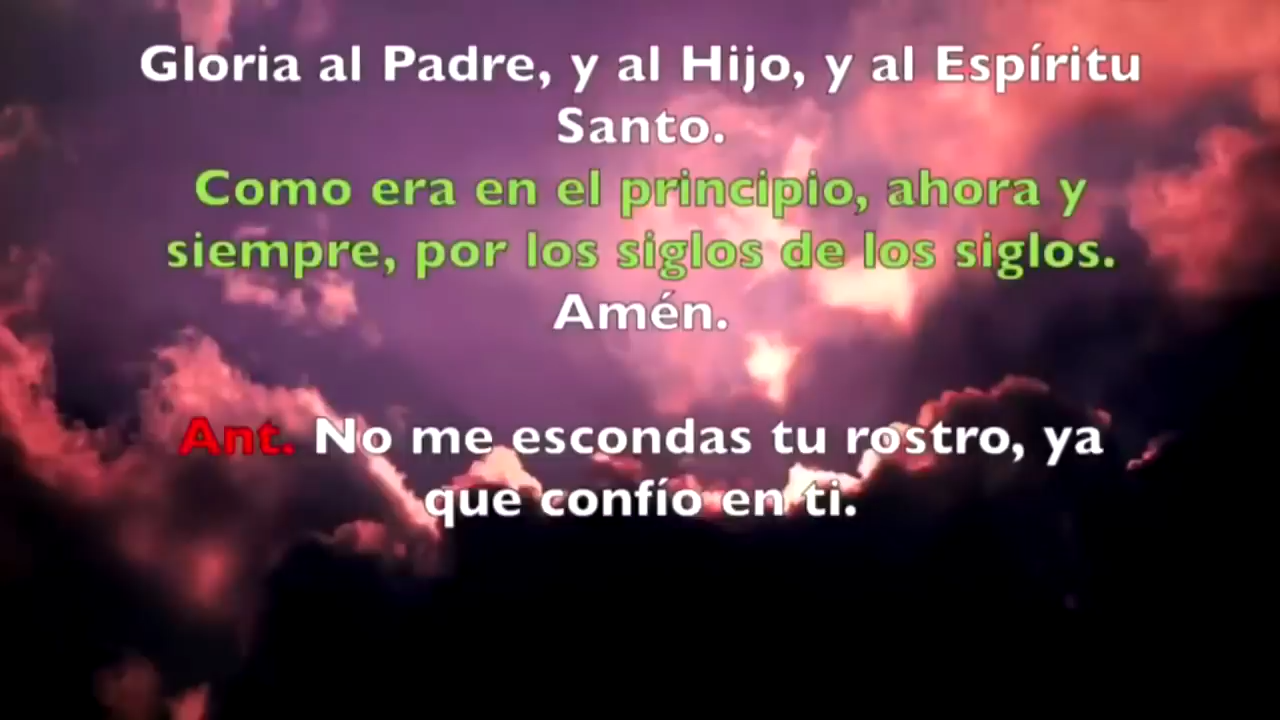 Gloria al Padre, y al Hijo, y al Espíritu
Santo.
Como era en el principio, ahora y
siempre, por los siglos de los siglos.
Amén.
Ant. No me escondas tu rostro, ya
que confío en ti.